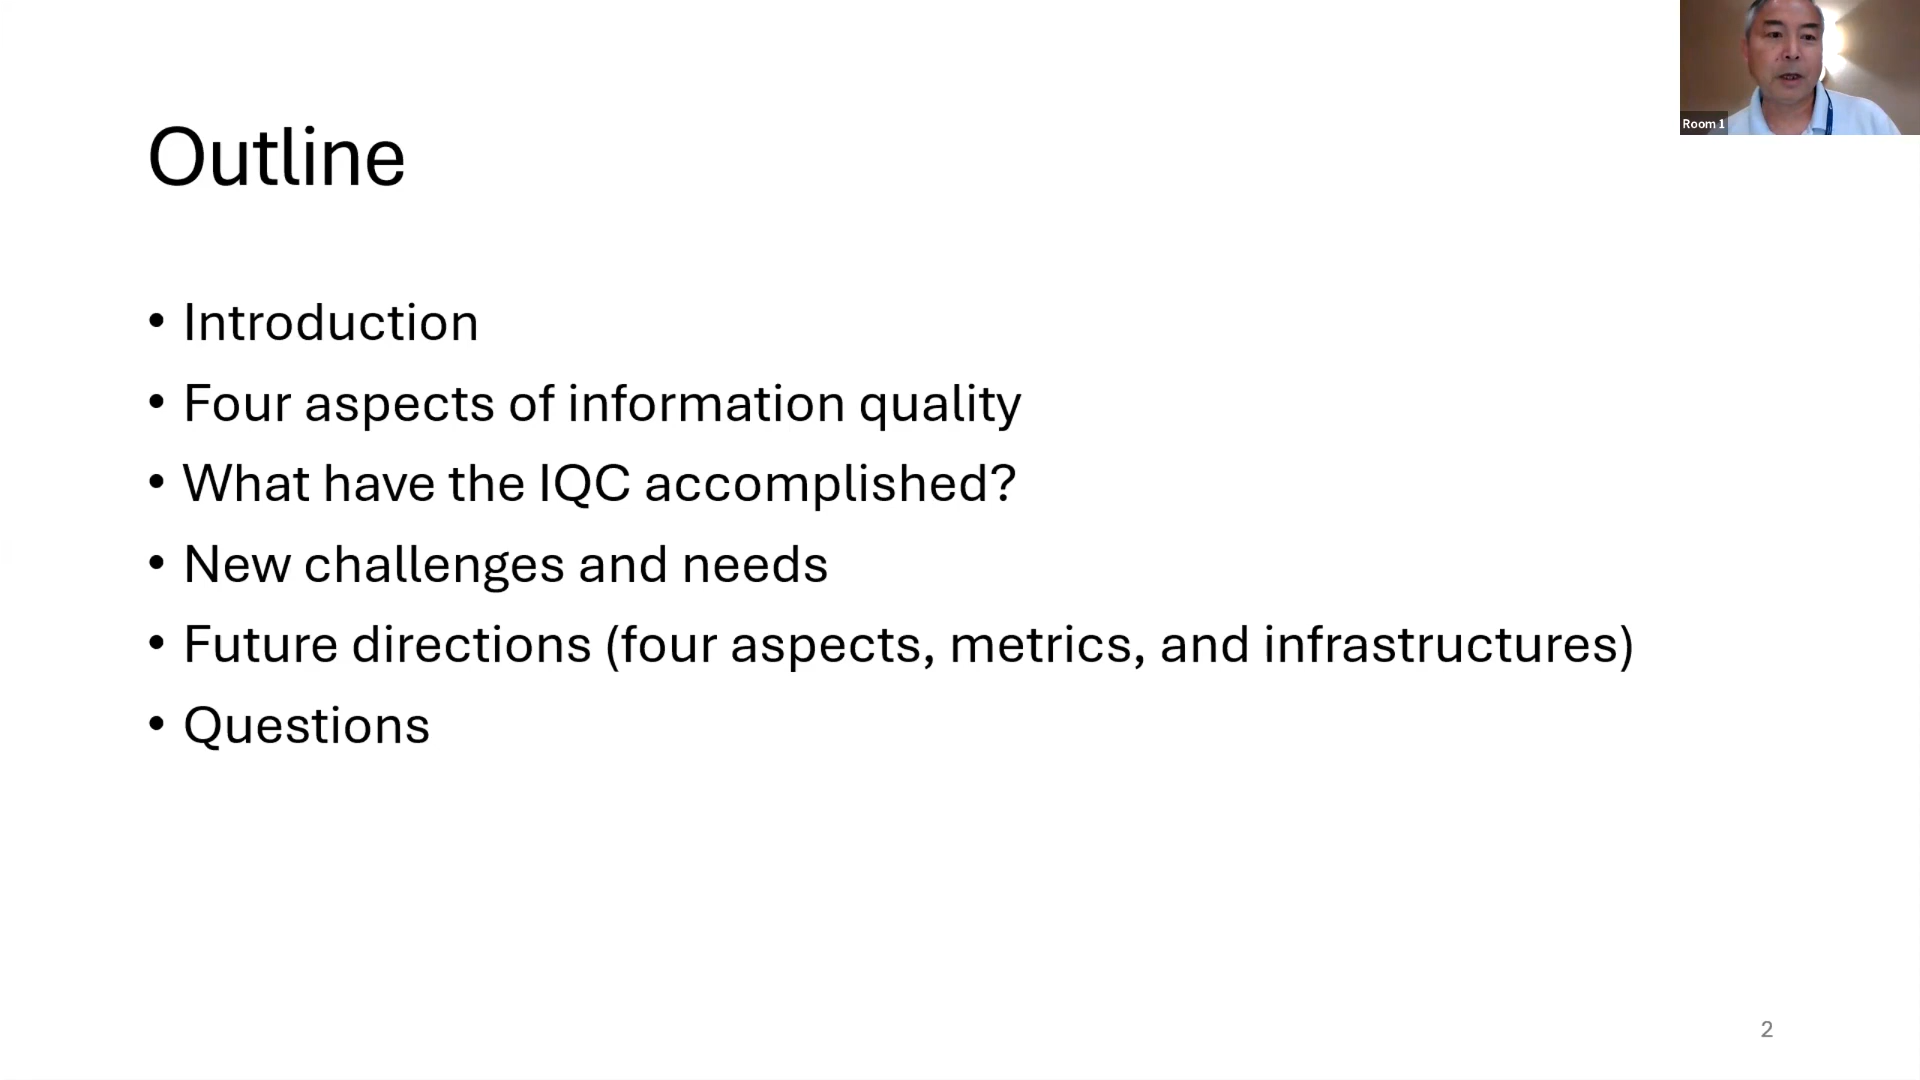 Outline
• Introduction
• Four aspects of information quality
• What have the IQC accomplished?
• New challenges and needs
• Future directions (four aspects, metrics, and infrastructures)
• Questions
Room 1
2